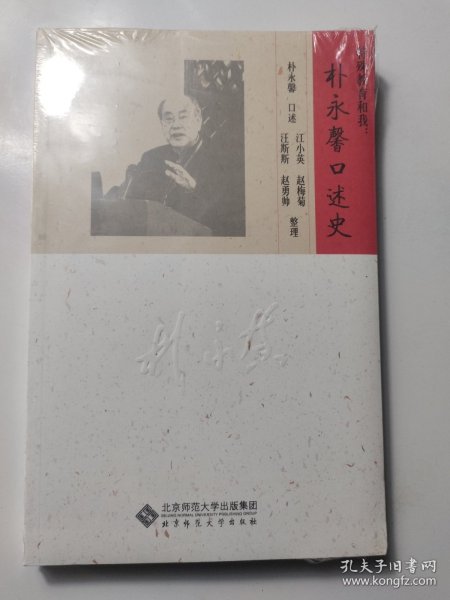 特殊教育和我：
朴永馨口述史
朴永馨 口述
江小英 赵梅菊
汪斯斯 赵勇帅 整理
朴永馨
北京师范大学出版集团
BEIJING NORMAL UNIVERSITY PUBLISHING GROUP
北京师范大学出版社
孔夫子旧书网
www.kongfz.com